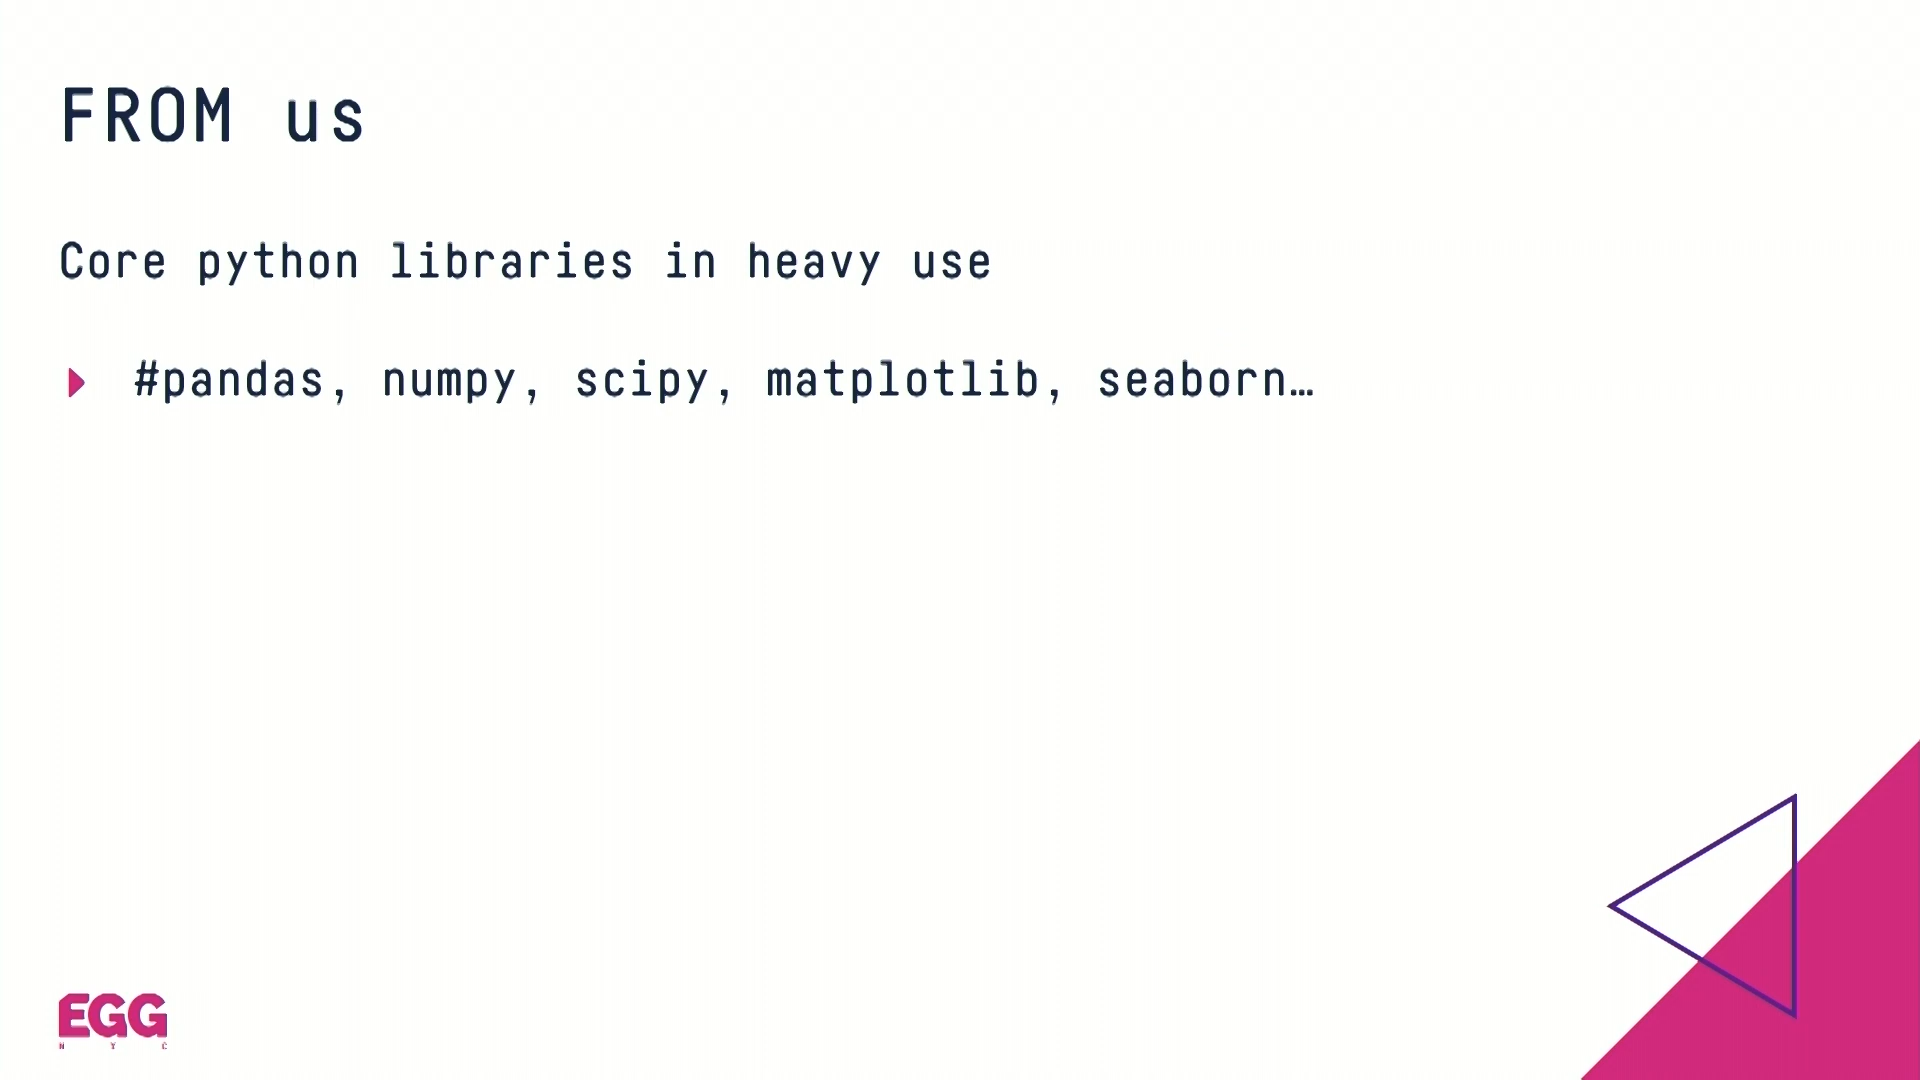 FROM us
Core python libraries in heavy use
#pandas, numpy, scipy, matplotlib, seaborn…
EGG
N Y C